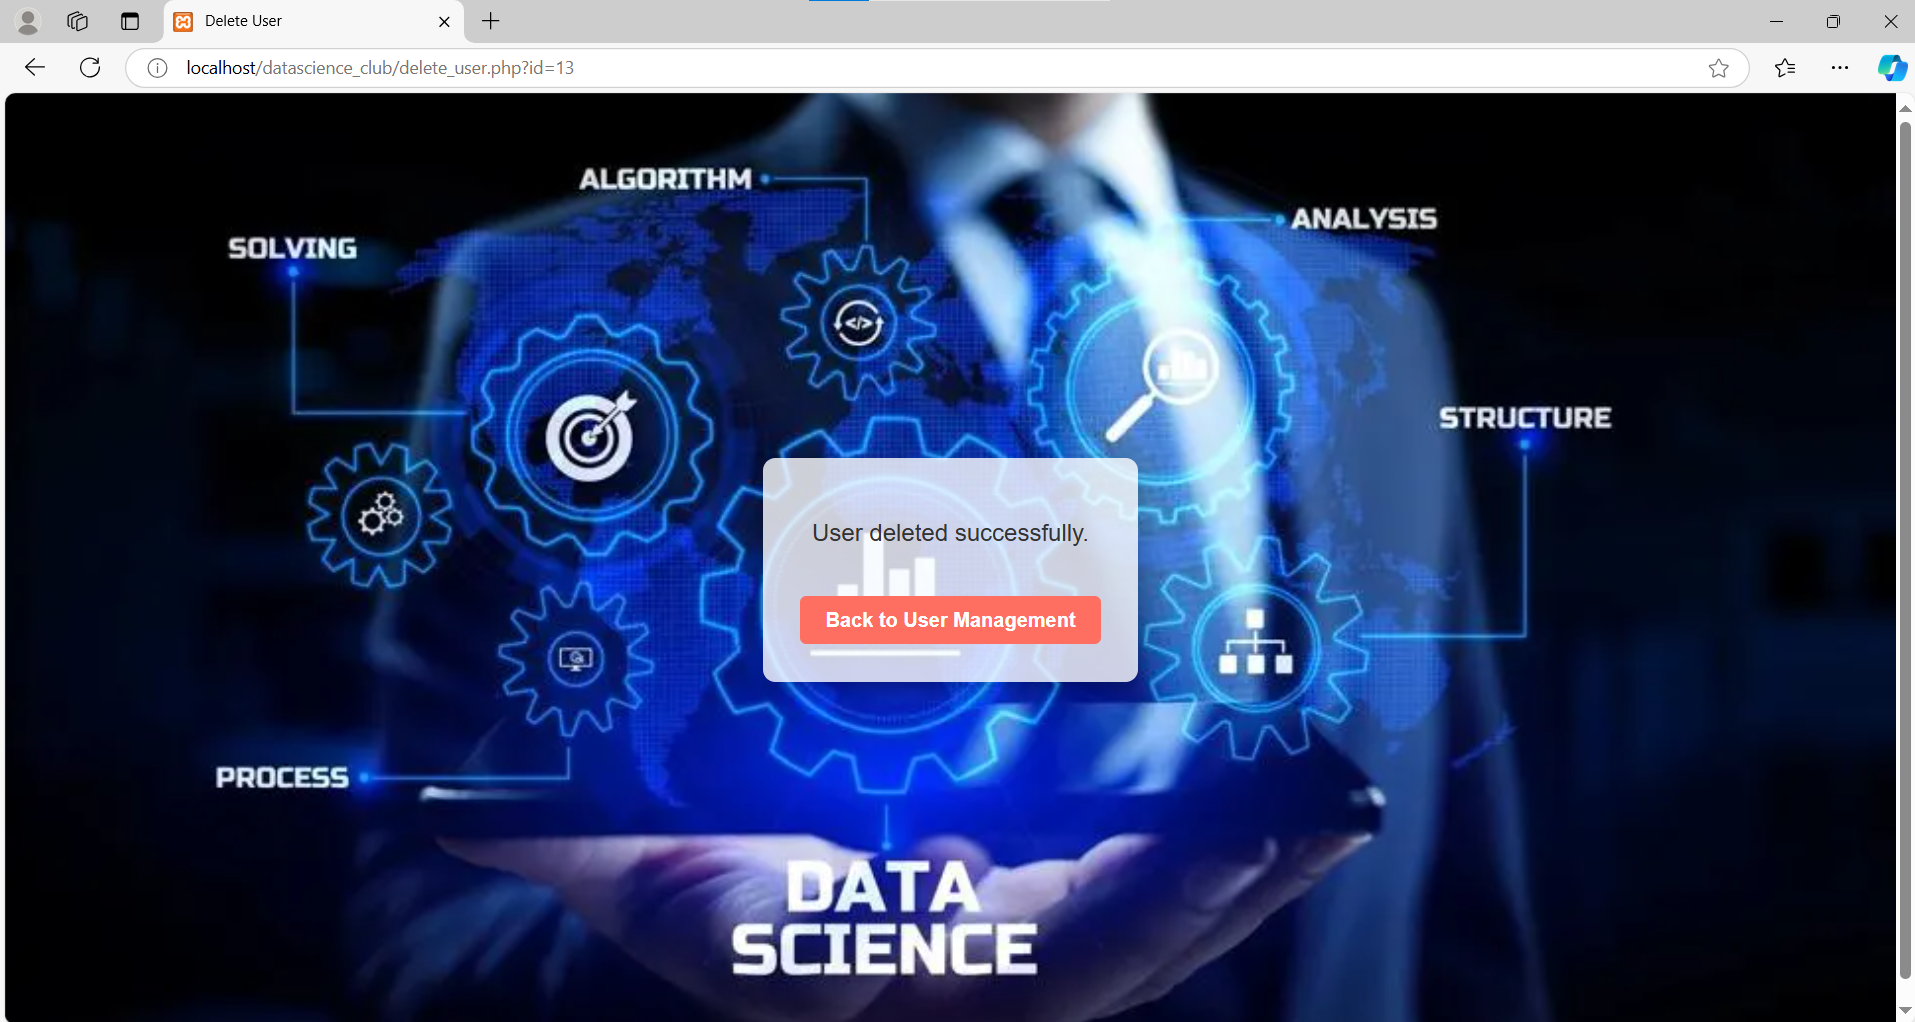 Delete User
localhost/datascience_club/delete_user.php?id=13
ALGORITHM
ANALYSIS
SOLVING
</>
STRUCTURE
User deleted successfully.
Back to User Management
PROCESS
DATA
SCIENCE